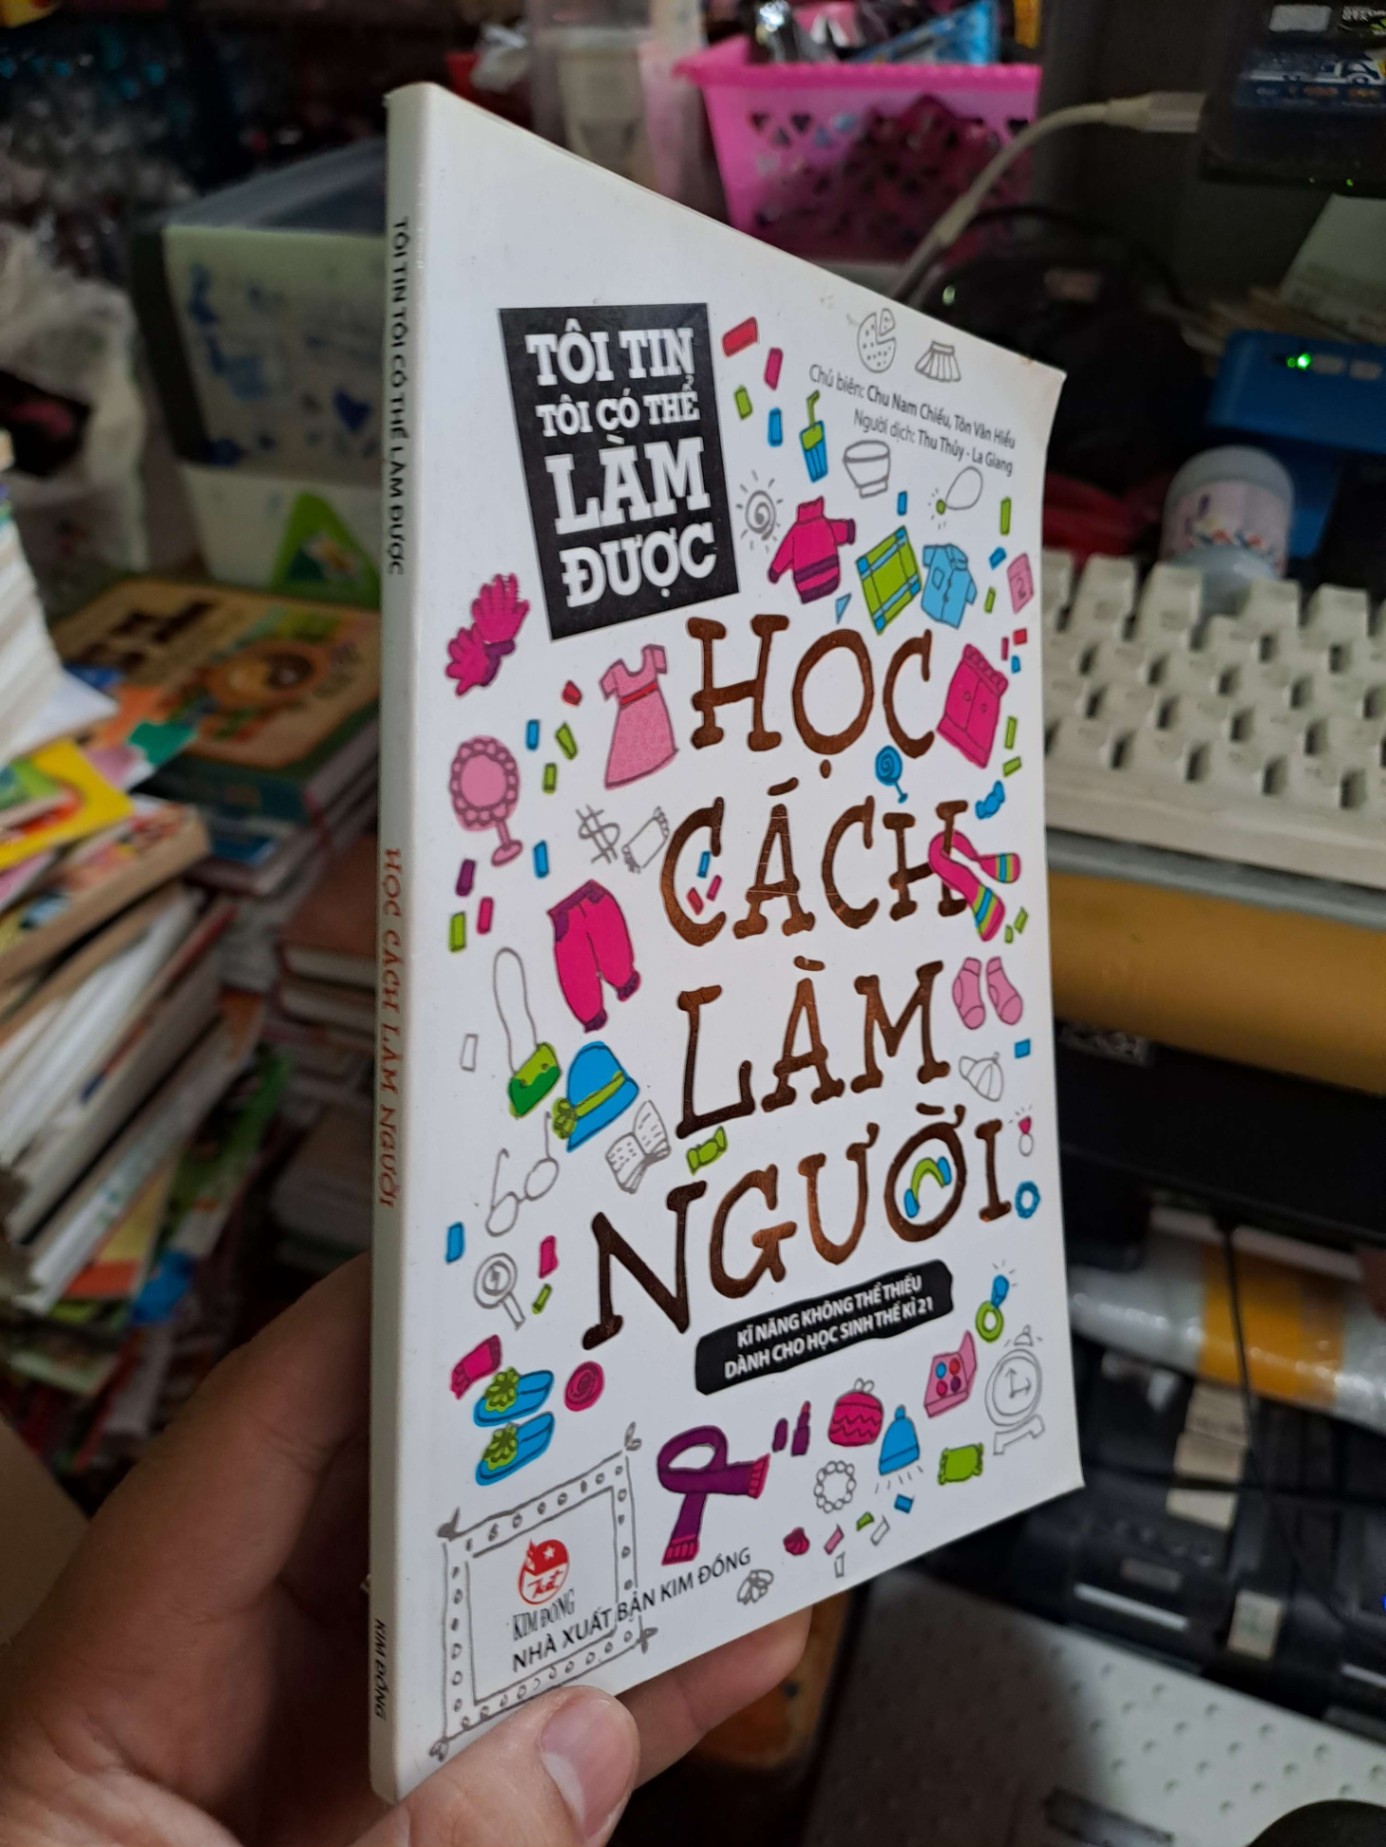 TÔI TIN TÔI CÓ THỂ LÀM ĐƯỢC
HỌC CÁCH LÀM NGƯỜI
KIM ĐỒNG
TÔI TIN
TÔI CÓ THỂ
LÀM
ĐƯỢC
Chủ biên: Chu Nam Chiếu, Tôn Vân Hiểu
Người dịch: Thu Thủy - La Giang
HỌC
CÁCH
LÀM
NGƯỜI
KĨ NĂNG KHÔNG THỂ THIẾU
DÀNH CHO HỌC SINH THẾ KỈ 21
KIM ĐỒNG
NHÀ XUẤT BẢN KIM ĐỒNG